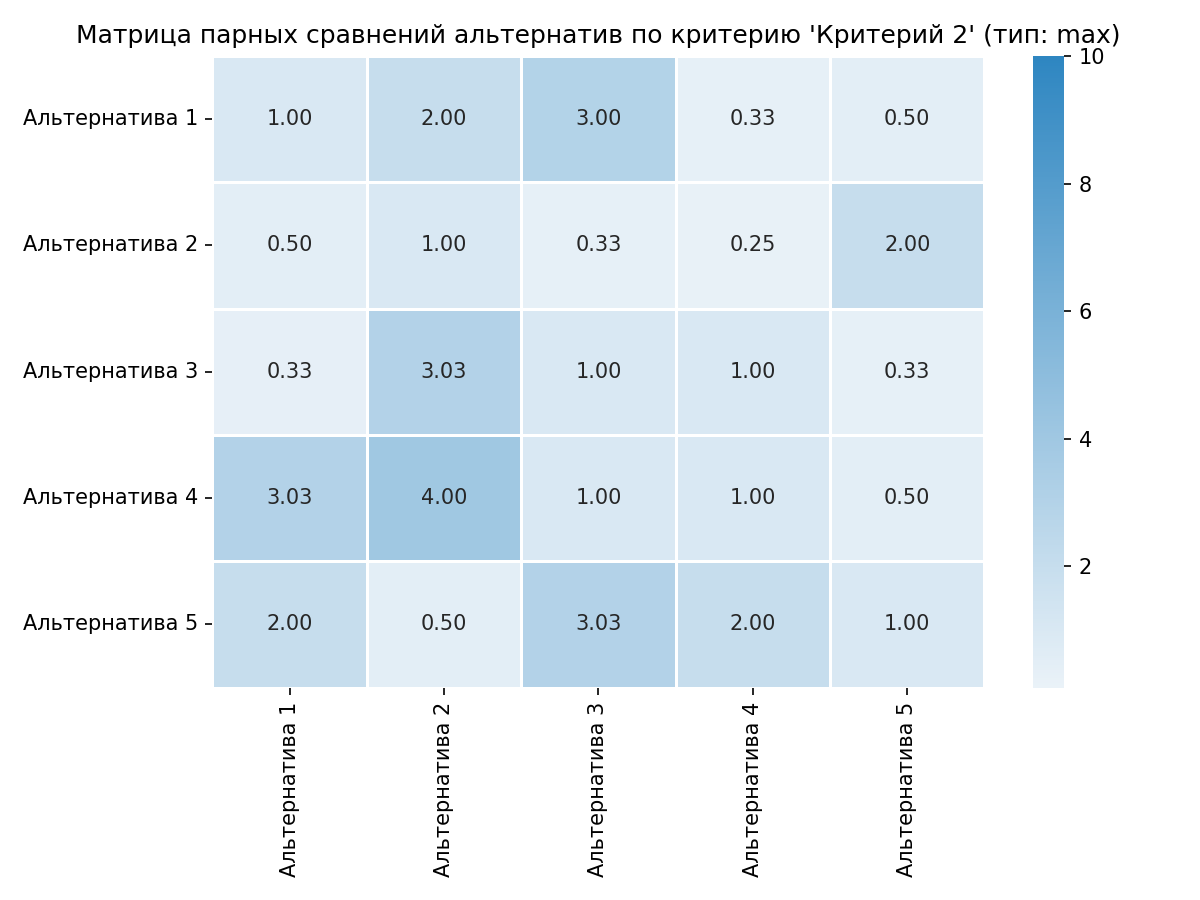 Матрица парных сравнений альтернатив по критерию 'Критерий 2' (тип: max)
Альтернатива 1 1.00 2.00 3.00 0.33 0.50
Альтернатива 2 0.50 1.00 0.33 0.25 2.00
Альтернатива 3 0.33 3.03 1.00 1.00 0.33
Альтернатива 4 3.03 4.00 1.00 1.00 0.50
Альтернатива 5 2.00 0.50 3.03 2.00 1.00
Альтернатива 1
Альтернатива 2
Альтернатива 3
Альтернатива 4
Альтернатива 5
10
8
6
4
2